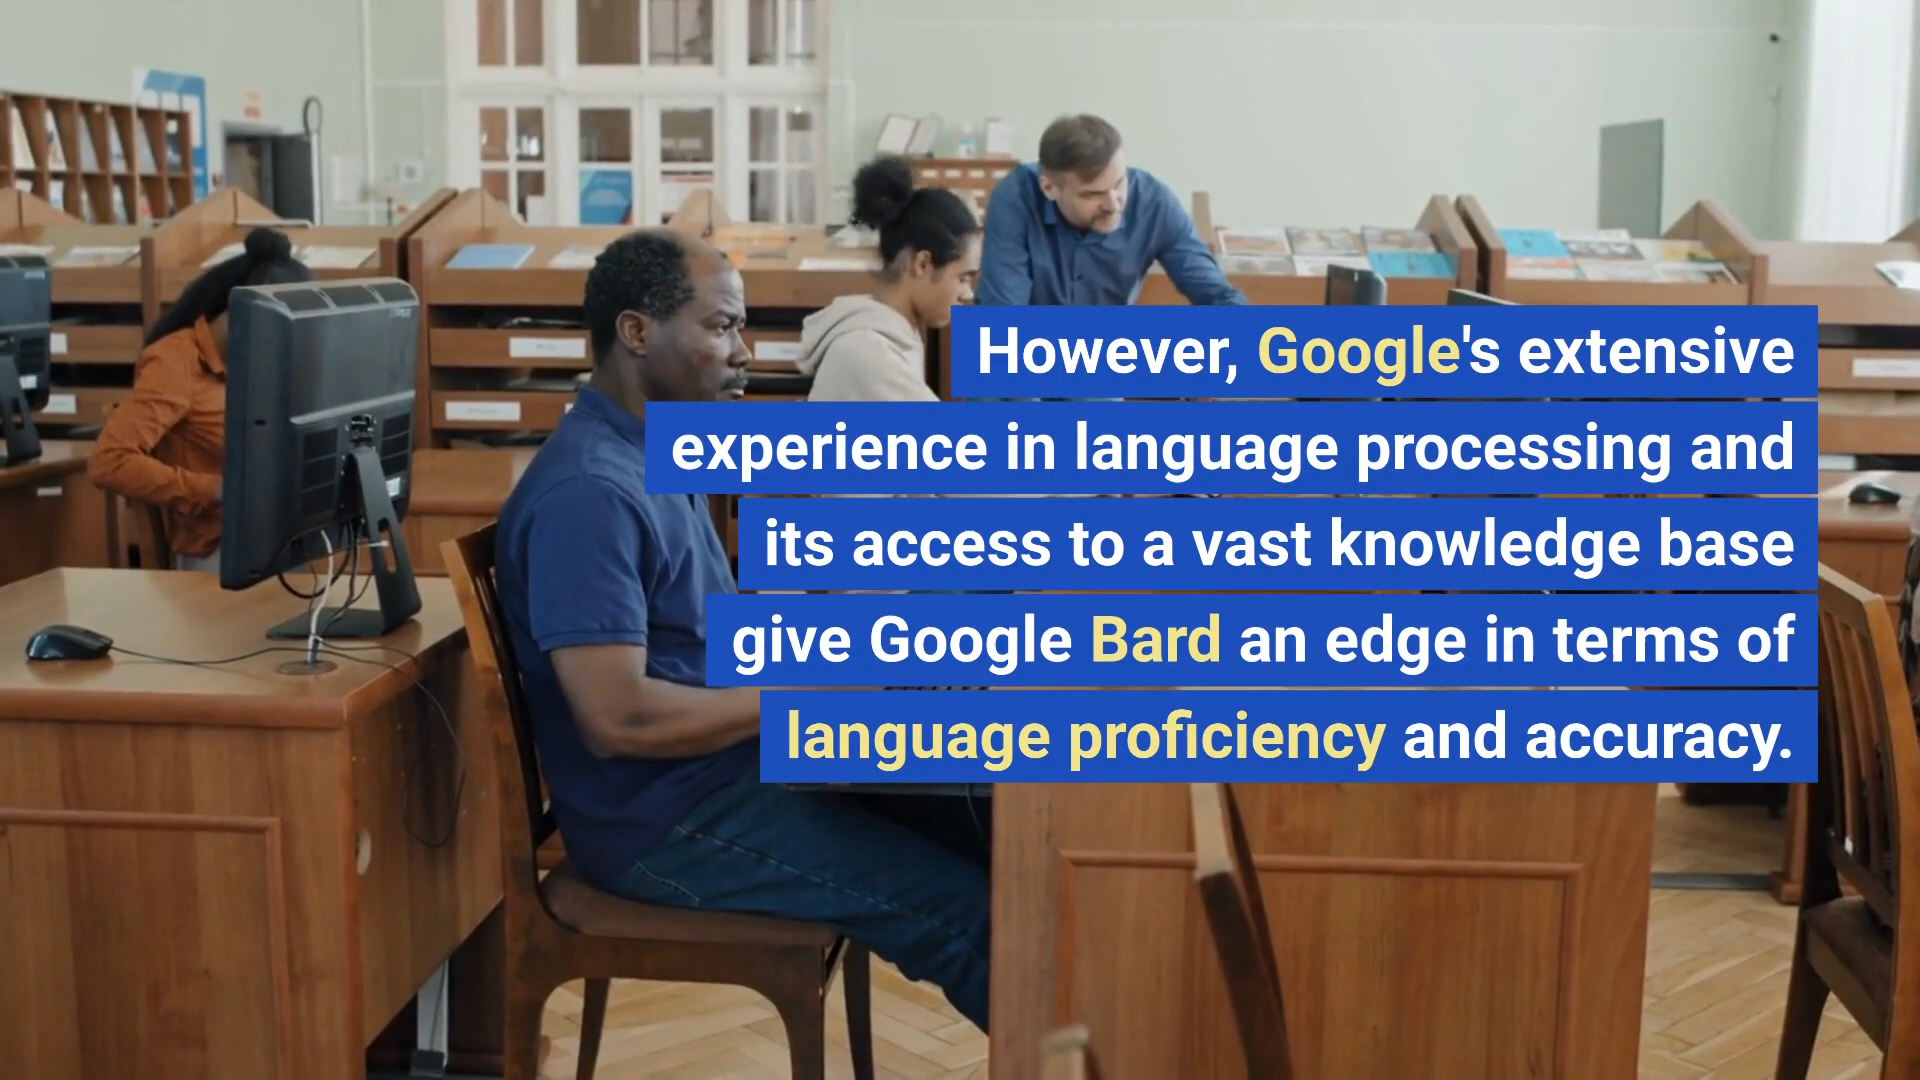 However, Google's extensive
experience in language processing and
its access to a vast knowledge base
give Google Bard an edge in terms of
language proficiency and accuracy.